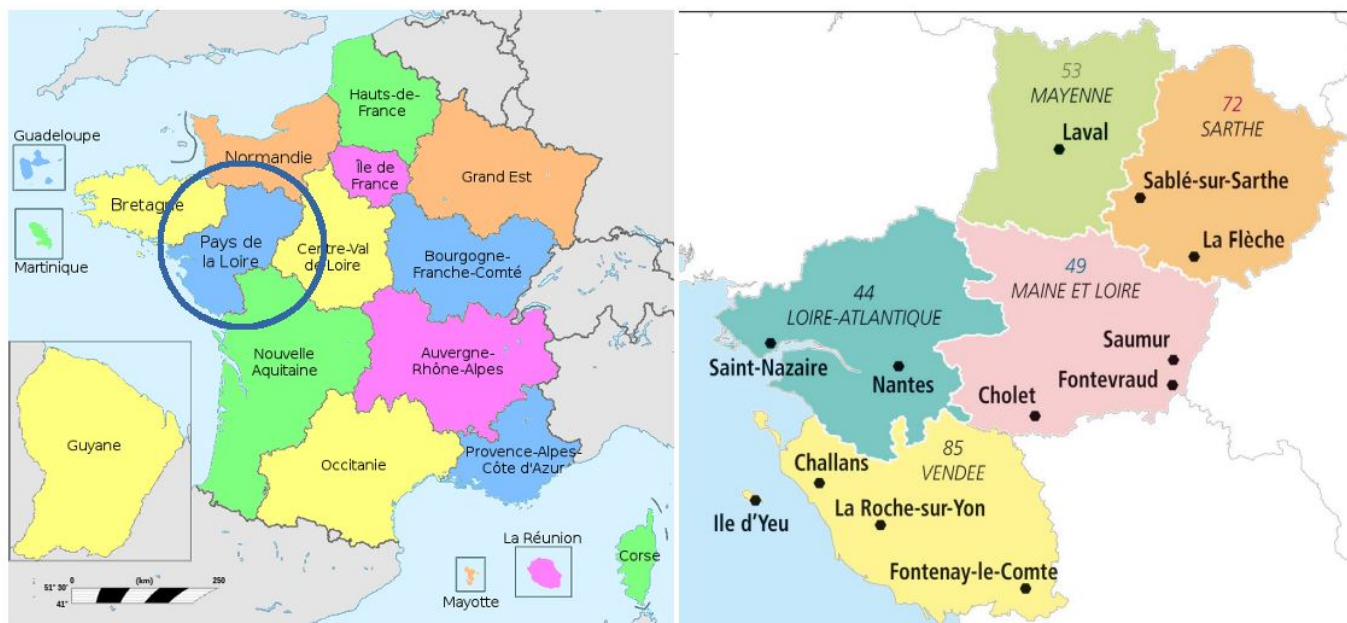 Hauts-de-
France
Guadeloupe
Normandie
Île de
France
Grand Est
Bretagne
Pays de
la Loire
Centre-Val
de Loire
Bourgogne-
Franche-Comté
Martinique
Nouvelle
Aquitaine
Auvergne-
Rhône-Alpes
Guyane
Occitanie
Provence-Alpes-
Côte d'Azur
La Réunion
Corse
Mayotte
0 (km) 250
51° 30'
41°
53
MAYENNE
Laval
72
SARTHE
Sablé-sur-Sarthe
La Flèche
49
MAINE ET LOIRE
44
LOIRE-ATLANTIQUE
Saint-Nazaire
Nantes
Saumur
Fontevraud
Cholet
85
VENDEE
Challans
La Roche-sur-Yon
Ile d'Yeu
Fontenay-le-Comte